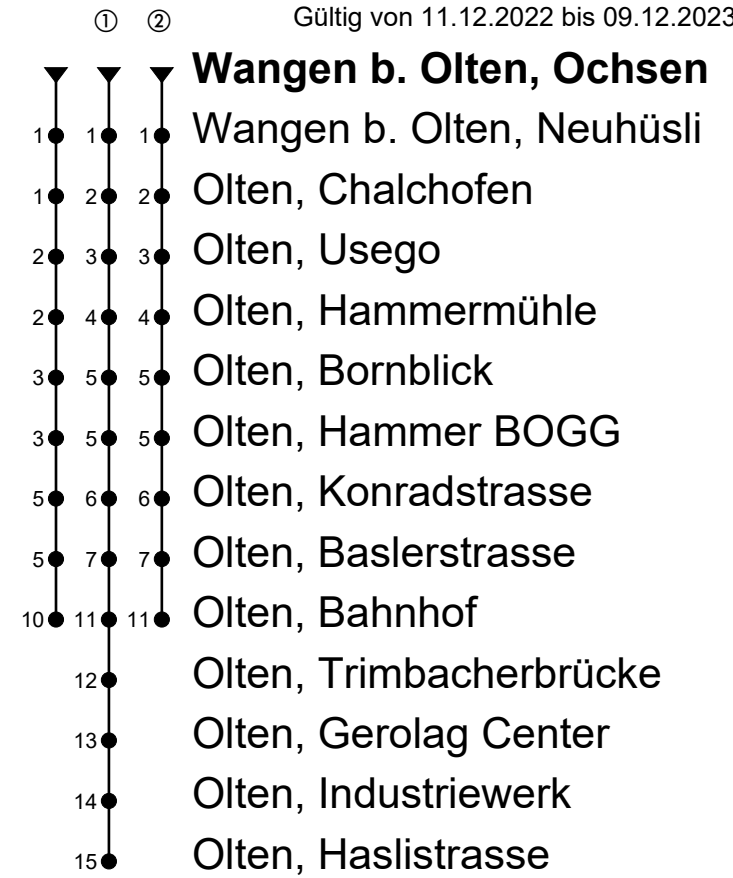 ① ② Gültig von 11.12.2022 bis 09.12.2023
Wangen b. Olten, Ochsen
1 1 1 Wangen b. Olten, Neuhüsli
1 2 2 Olten, Chalchofen
2 3 3 Olten, Usego
2 4 4 Olten, Hammermühle
3 5 5 Olten, Bornblick
3 5 5 Olten, Hammer BOGG
5 6 6 Olten, Konradstrasse
5 7 7 Olten, Baslerstrasse
10 11 11 Olten, Bahnhof
12 Olten, Trimbacherbrücke
13 Olten, Gerolag Center
14 Olten, Industriewerk
15 Olten, Haslistrasse